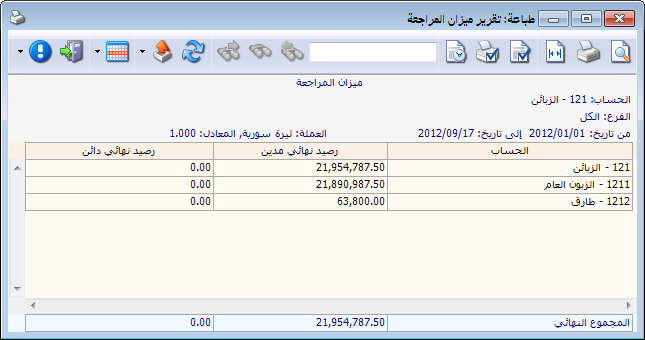 طباعة: تقرير ميزان المراجعة
ميزان المراجعة
الحساب: 121 - الزبائن
الفرع: الكل
من تاريخ: 2012/01/01 إلى تاريخ: 2012/09/17 العملة: ليرة سورية, المعادل: 1.000
الحساب رصيد نهائي مدين رصيد نهائي دائن
121 - الزبائن 21,954,787.50 0.00
1211 - الزبون العام 21,890,987.50 0.00
1212 - طارق 63,800.00 0.00
المجموع النهائي 21,954,787.50 0.00